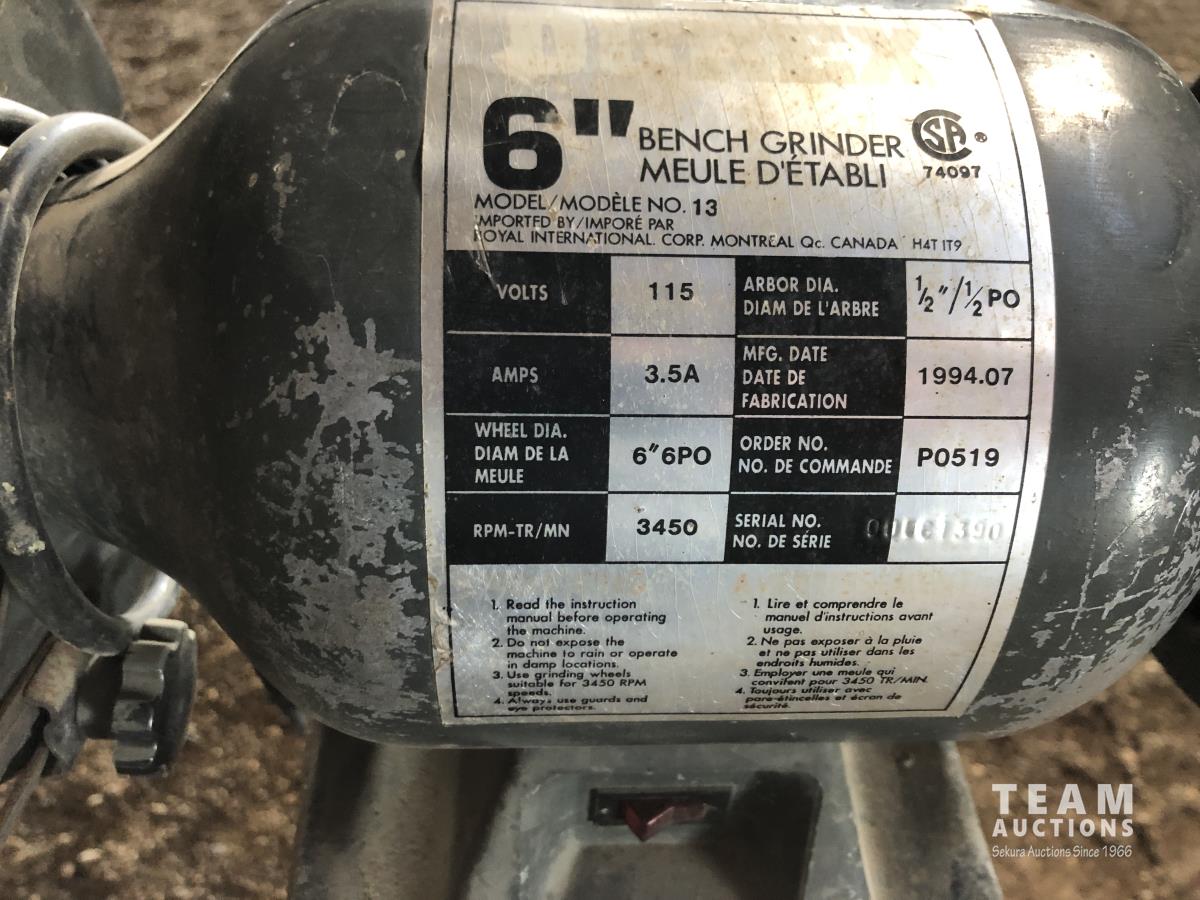 6" BENCH GRINDER
MEULE D'ÉTABLI
CSA ®
74097
MODEL/MODÈLE NO. 13
IMPORTED BY/IMPORÉ PAR
ROYAL INTERNATIONAL. CORP. MONTREAL Qc. CANADA H4T 1T9
VOLTS 115
ARBOR DIA.
DIAM DE L'ARBRE
1/2"/1/2 PO
AMPS 3.5A
MFG. DATE
DATE DE
FABRICATION
1994.07
WHEEL DIA.
DIAM DE LA
MEULE
6"6PO
ORDER NO.
NO. DE COMMANDE
P0519
RPM-TR/MN 3450
SERIAL NO.
NO. DE SÉRIE
1. Read the instruction
manual before operating
the machine.
2. Do not expose the
machine to rain or operate
in damp locations.
3. Use grinding wheels
suitable for 3450 RPM
speeds.
4. Always use guards and
eye protectors.
1. Lire et comprendre le
manuel d'instructions avant
usage.
2. Ne pas exposer à la pluie
et ne pas utiliser dans les
endroits humides.
3. Employer une meule qui
convifent pour 3450 TR/MIN.
4. Toujours utiliser avec
pare-étincelles et écran de
sécurité.
TEAM
AUCTIONS
Sekura Auctions Since 1966